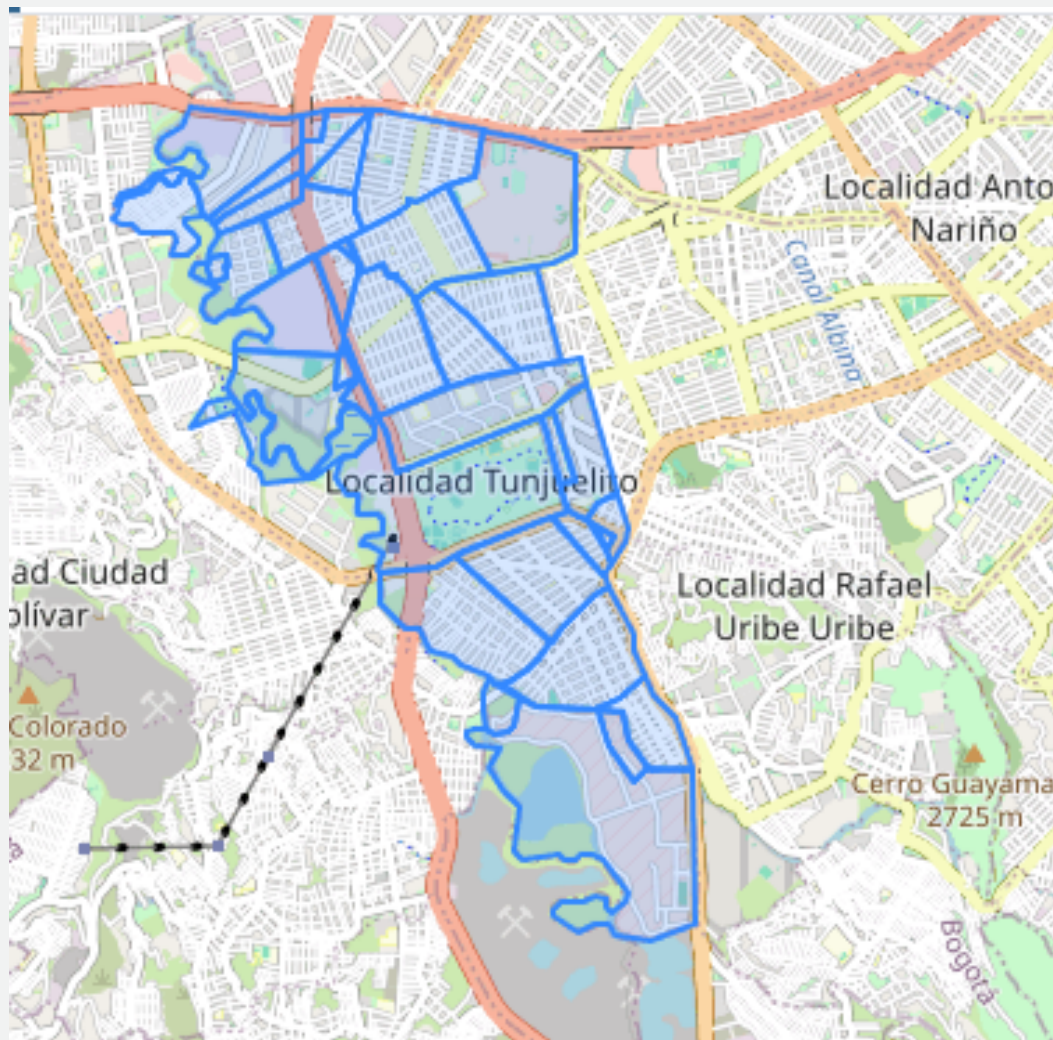 Localidad Anto
Nariño
Canal Albina
Localidad Tunjuelito
ad Ciudad
olívar
Localidad Rafael
Uribe Uribe
Colorado
32 m
Cerro Guayama
2725 m
Bogotá